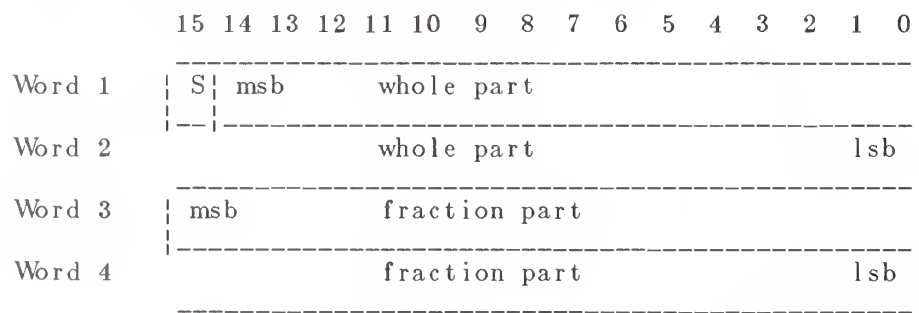 15 14 13 12 11 10 9 8 7 6 5 4 3 2 1 0
Word 1 S msb whole part
Word 2 whole part lsb
Word 3 msb fraction part
Word 4 fraction part lsb